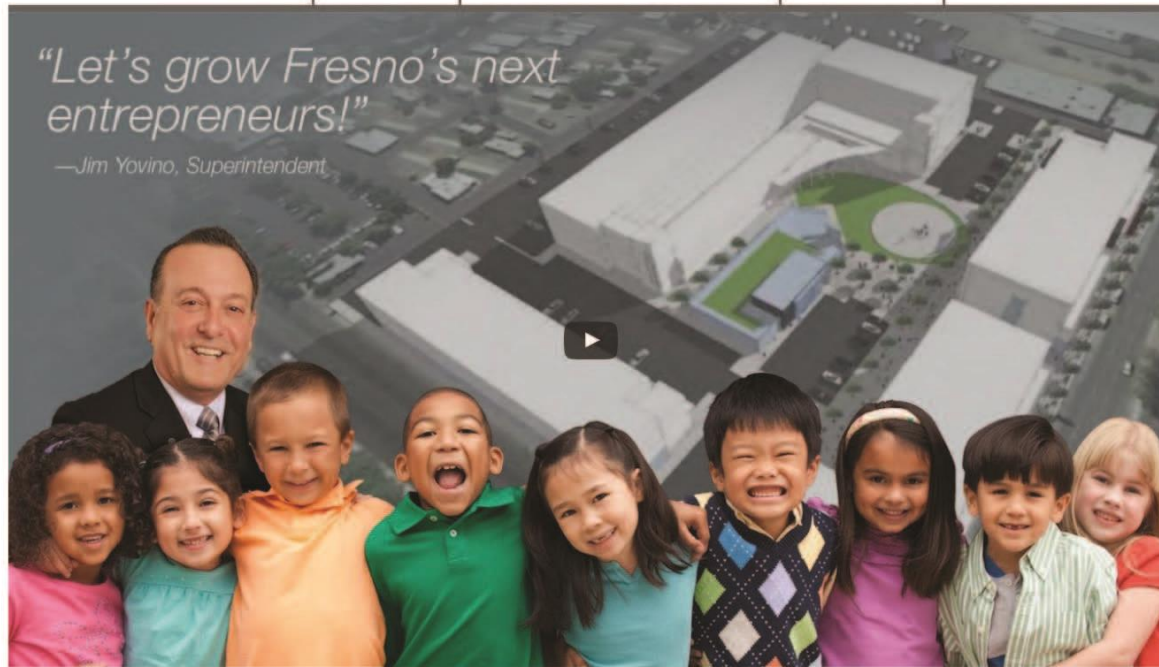 “Let’s grow Fresno’s next
entrepreneurs!”
—Jim Yovino, Superintendent